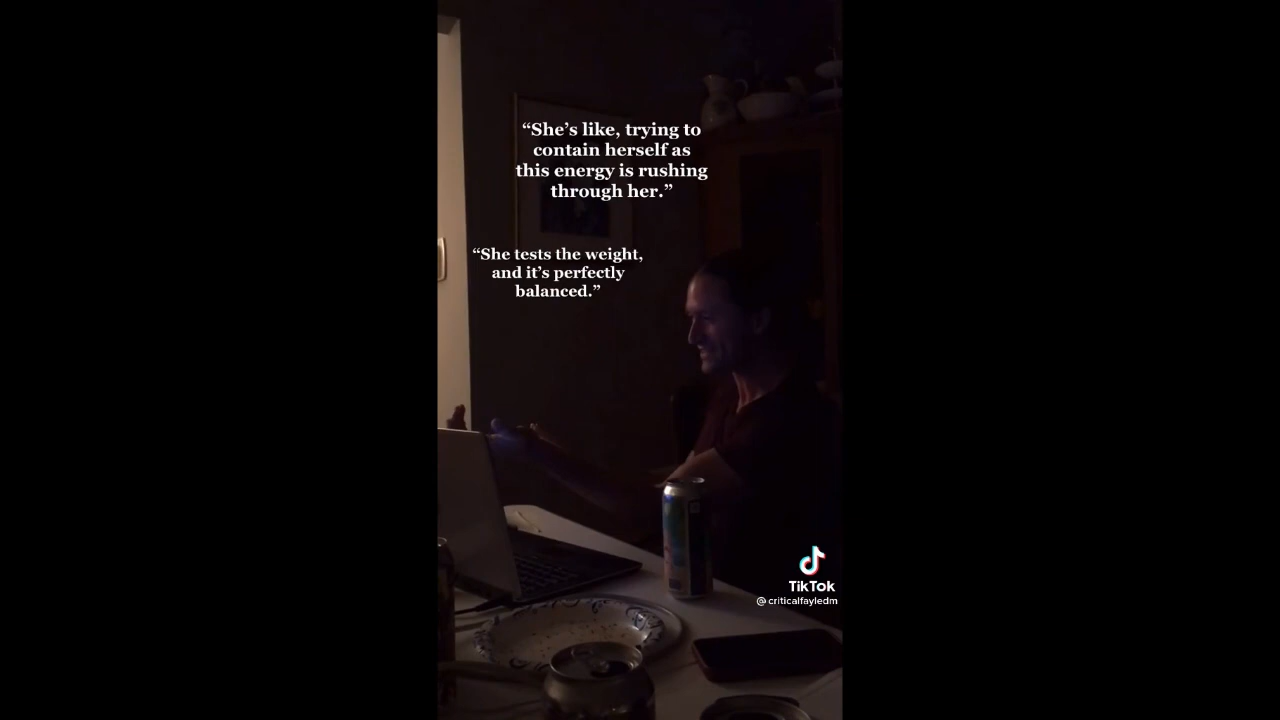 “She’s like, trying to
contain herself as
this energy is rushing
through her.”
“She tests the weight,
and it’s perfectly
balanced.”
TikTok
@criticalfayledm